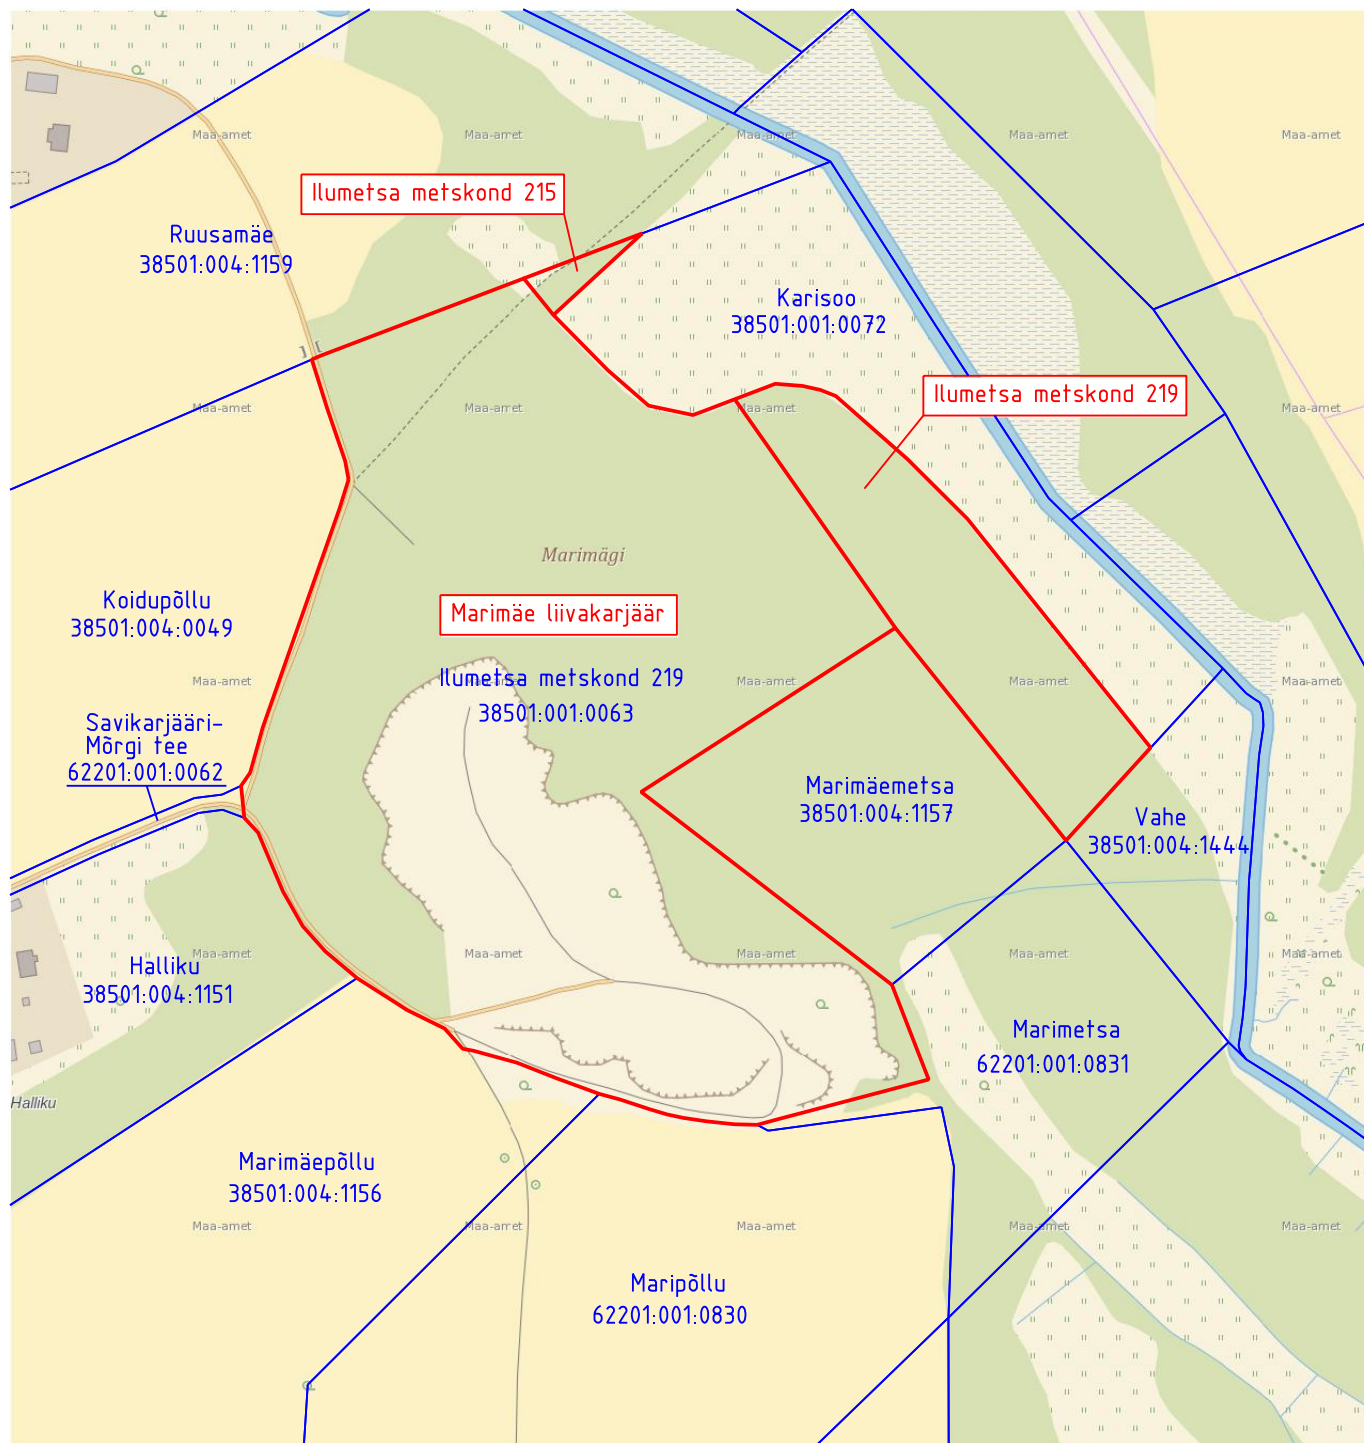 Maa-amet
Maa-amet
Maa-amet
Maa-amet
Maa-amet
Ilumetsa metskond 215
Ruusamäe
38501:004:1159
Karisoo
38501:001:0072
Ilumetsa metskond 219
Maa-amet
Maa-amet
Maa-amet
Maa-amet
Marimägi
Koidupõllu
38501:004:0049
Marimäe liivakarjäär
Maa-amet
Maa-amet
Maa-amet
Maa-amet
Maa-amet
Ilumetsa metskond 219
38501:001:0063
Savikarjääri-
Mõrgi tee
62201:001:0062
Marimäemetsa
38501:004:1157
Vahe
38501:004:1444
Maa-amet
Maa-amet
Maa-amet
Maa-amet
Maa-amet
Halliku
38501:004:1151
Marimetsa
62201:001:0831
Halliku
Marimäepõllu
38501:004:1156
Maa-amet
Maa-amet
Maa-amet
Maa-amet
Maa-amet
Maripõllu
62201:001:0830